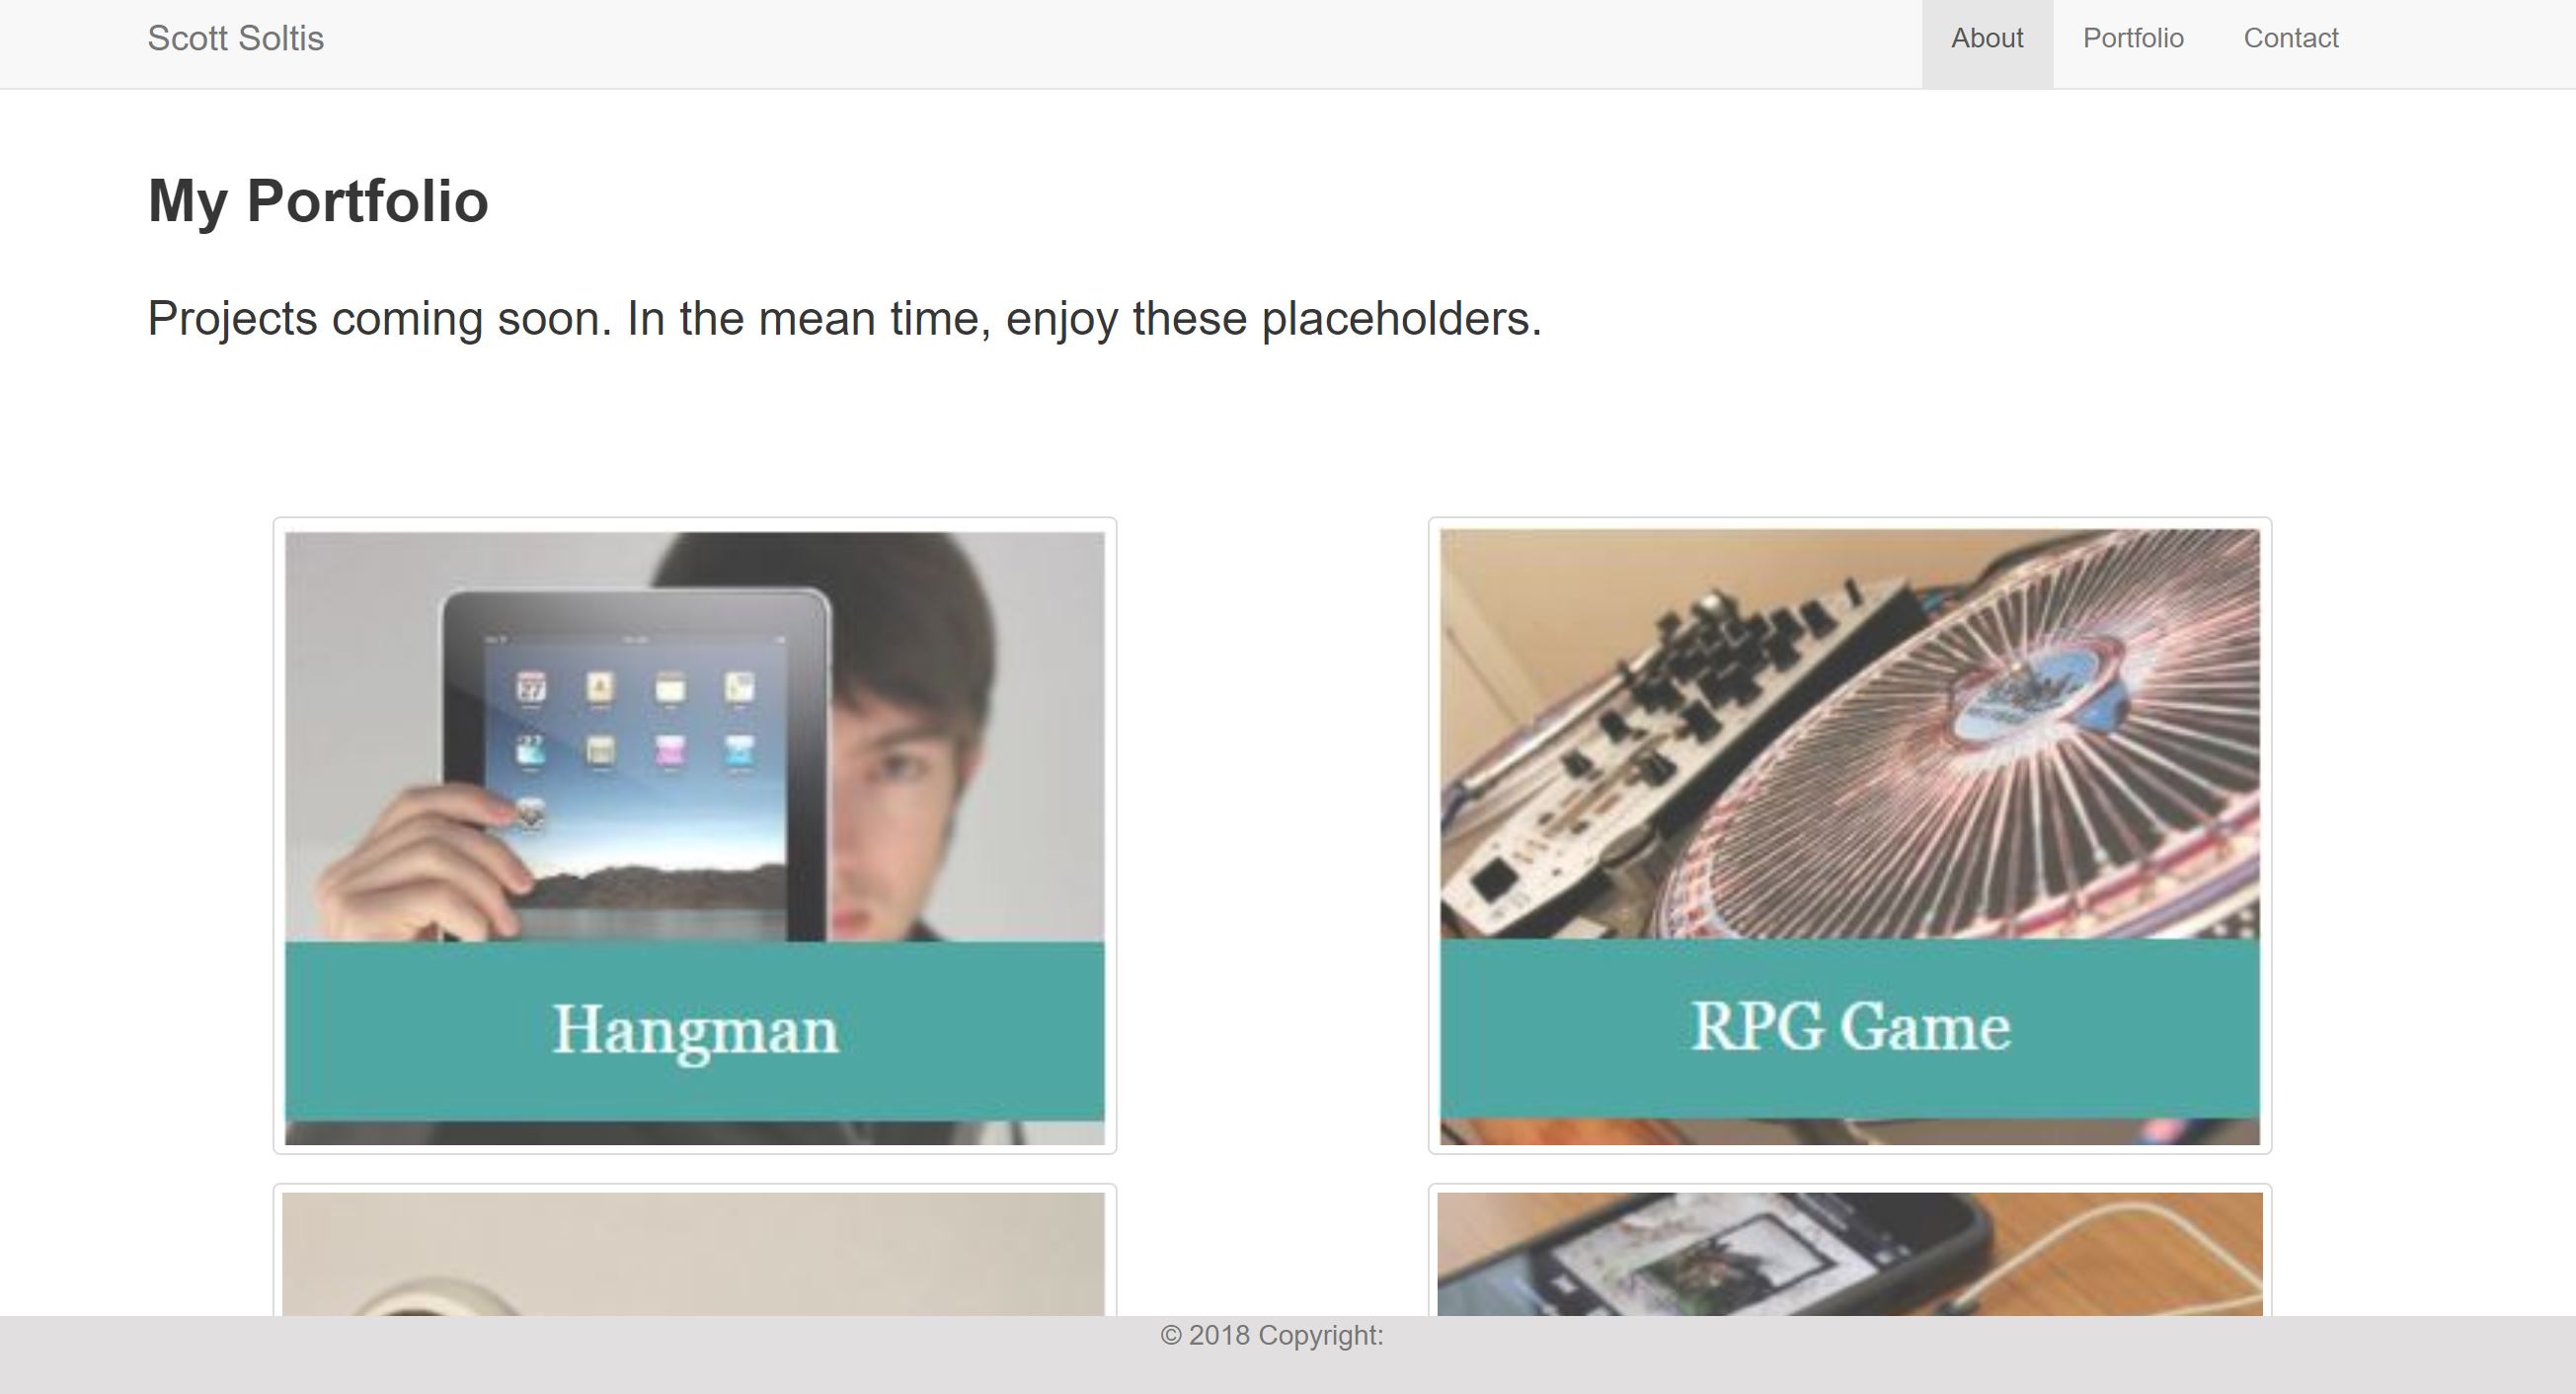 Scott Soltis
About
Portfolio
Contact
My Portfolio
Projects coming soon. In the mean time, enjoy these placeholders.
27
Hangman
RPG Game
© 2018 Copyright: